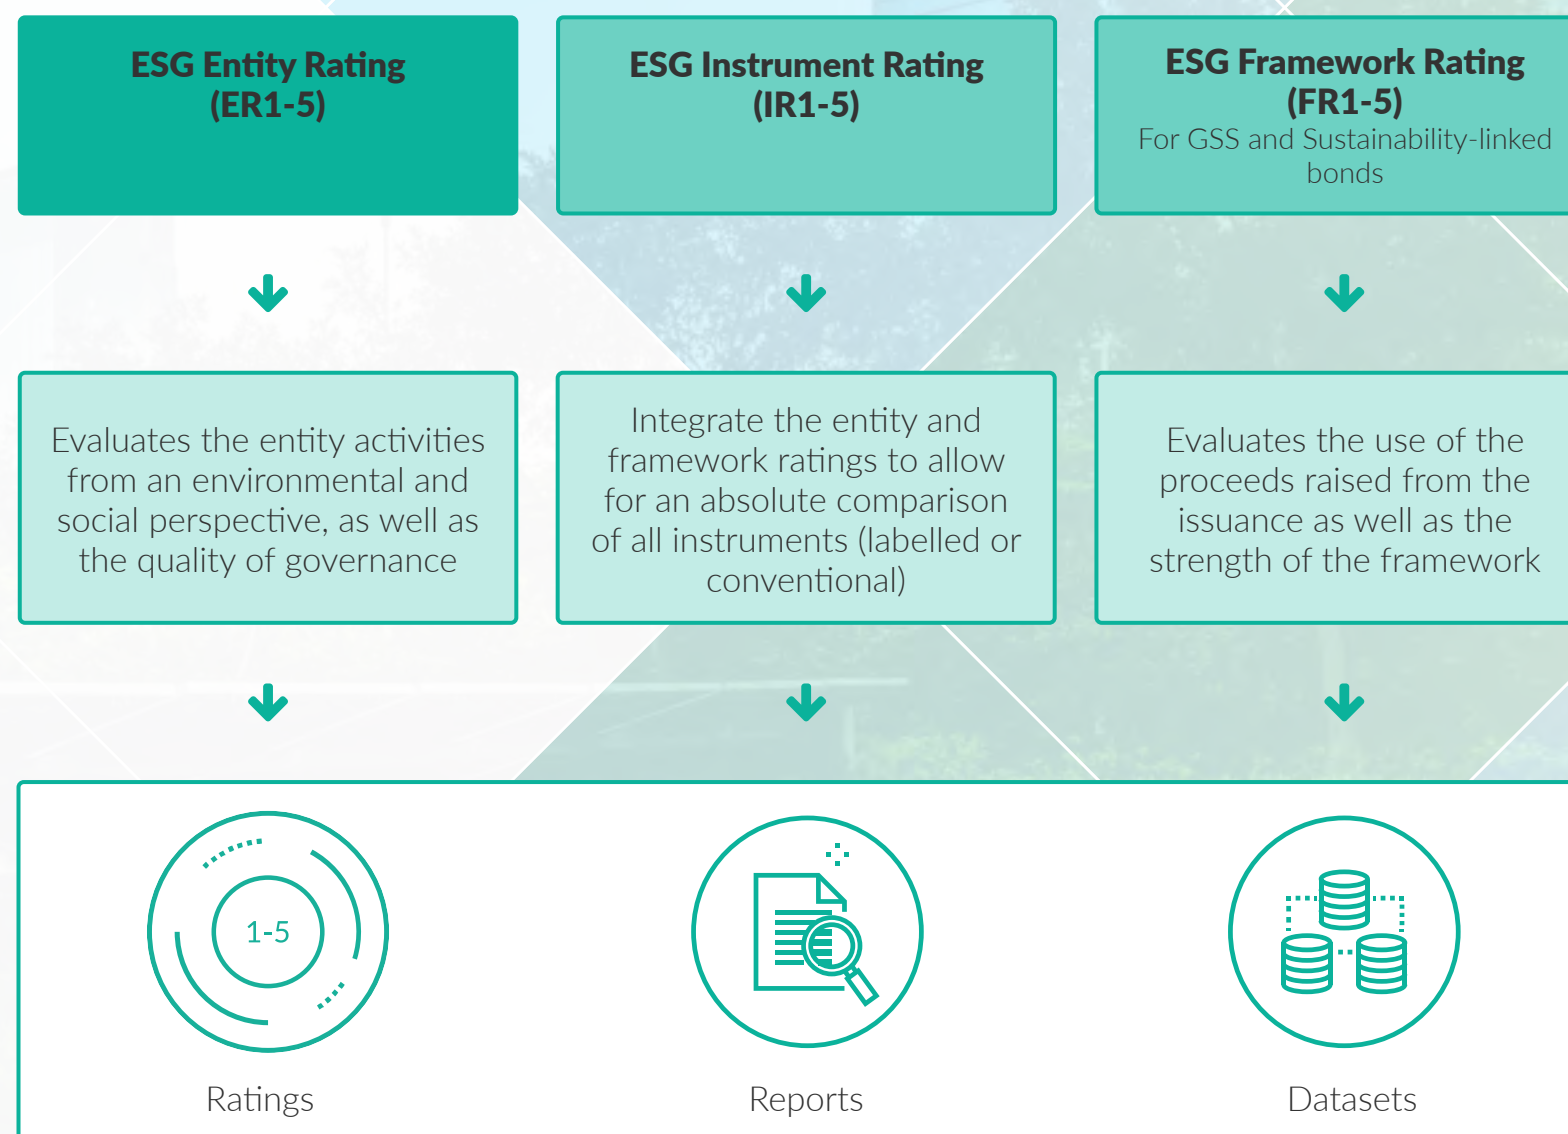 ESG Entity Rating
(ER1-5)
ESG Instrument Rating
(IR1-5)
ESG Framework Rating
(FR1-5)
For GSS and Sustainability-linked
bonds
Evaluates the entity activities
from an environmental and
social perspective, as well as
the quality of governance
Integrate the entity and
framework ratings to allow
for an absolute comparison
of all instruments (labelled or
conventional)
Evaluates the use of the
proceeds raised from the
issuance as well as the
strength of the framework
1-5
Ratings
Reports
Datasets